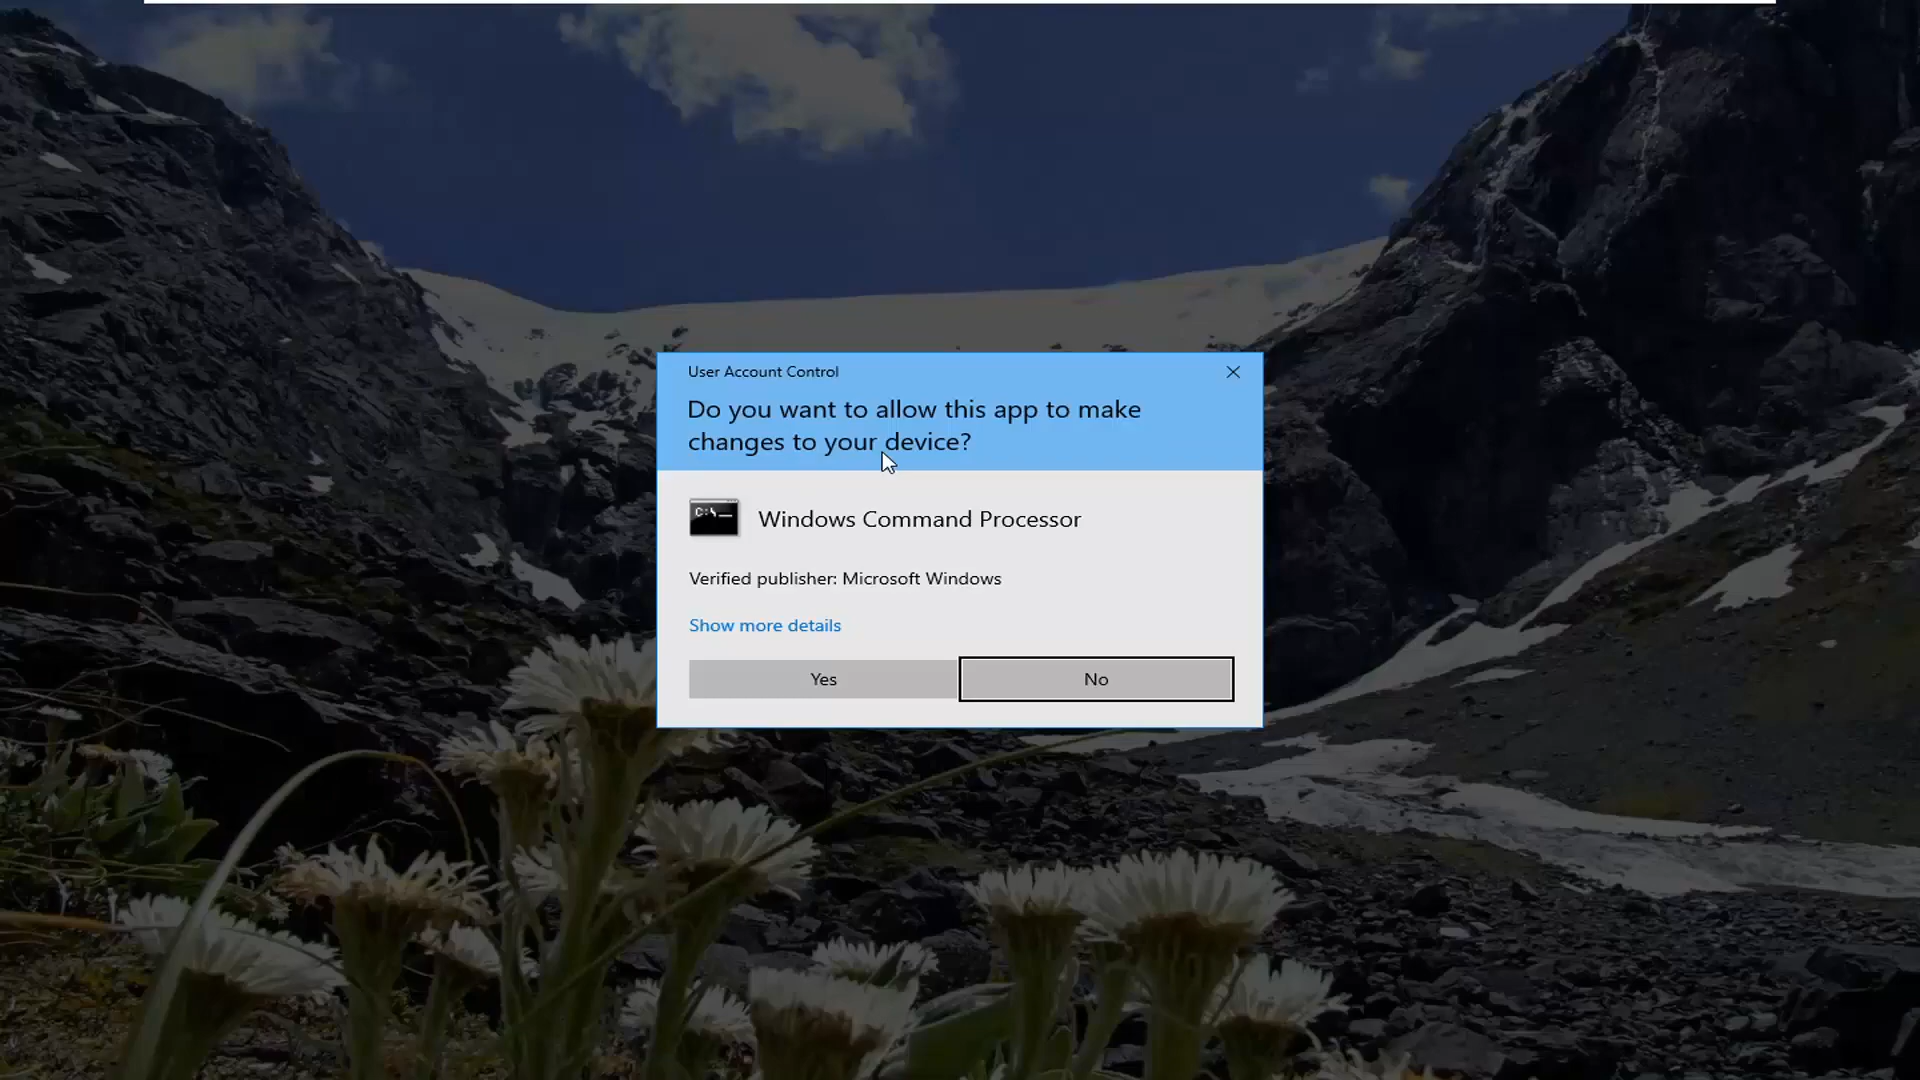 User Account Control
Do you want to allow this app to make
changes to your device?
C:\
Windows Command Processor
Verified publisher: Microsoft Windows
Show more details
Yes
No